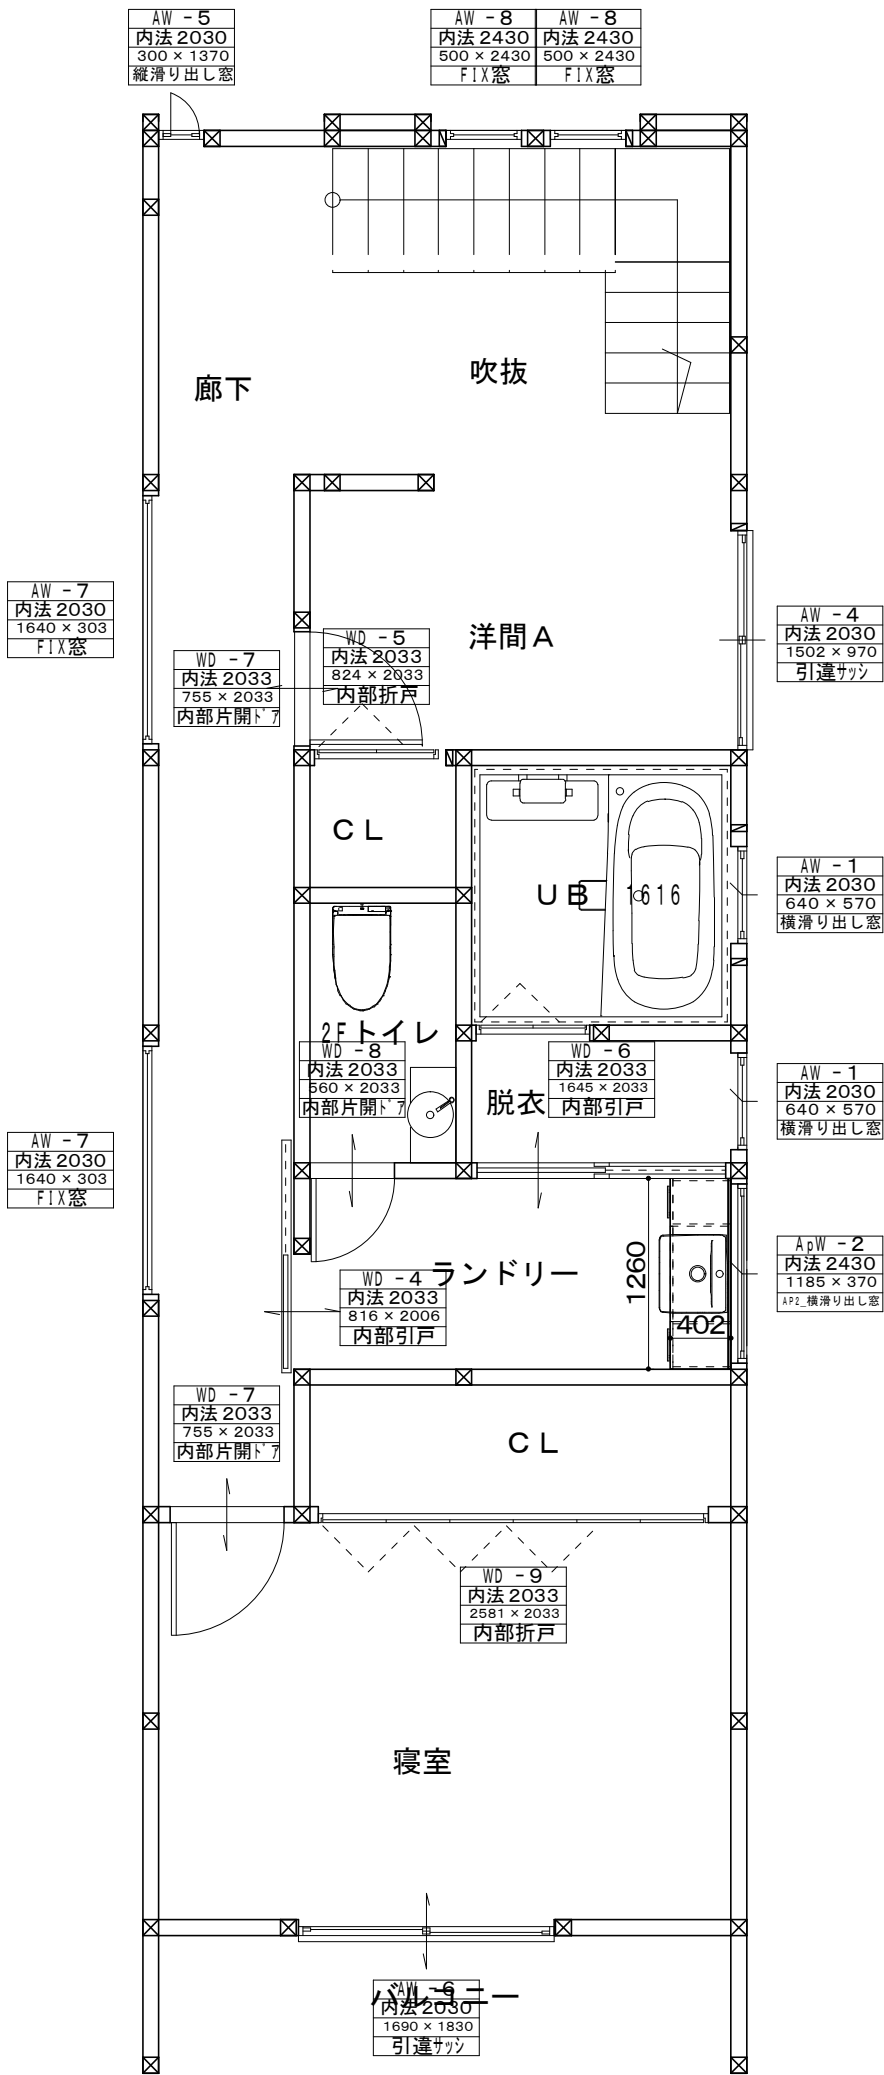 AW -5
内法2030
300 × 1370
縦滑り出し窓
AW -8
内法2430
500 × 2430
FIX窓
AW -8
内法2430
500 × 2430
FIX窓
廊下
吹抜
AW -7
内法2030
1640 × 303
FIX窓
WD -7
内法2033
755 × 2033
内部片開ドア
WD -5
内法2033
824 × 2033
内部折戸
洋間A
AW -4
内法2030
1502 × 970
引違サッシ
CL
UB 1616
AW -1
内法2030
640 × 570
横滑り出し窓
2Fトイレ
WD -8
内法2033
560 × 2033
内部片開ドア
脱衣
WD -6
内法2033
1645 × 2033
内部引戸
AW -1
内法2030
640 × 570
横滑り出し窓
AW -7
内法2030
1640 × 303
FIX窓
ランドリー
1260
402
ApW -2
内法2430
1185 × 370
AP2_横滑り出し窓
WD -4
内法2033
816 × 2006
内部引戸
WD -7
内法2033
755 × 2033
内部片開ドア
CL
WD -9
内法2033
2581 × 2033
内部折戸
寝室
バルコニー
AW -6
内法2030
1690 × 1830
引違サッシ